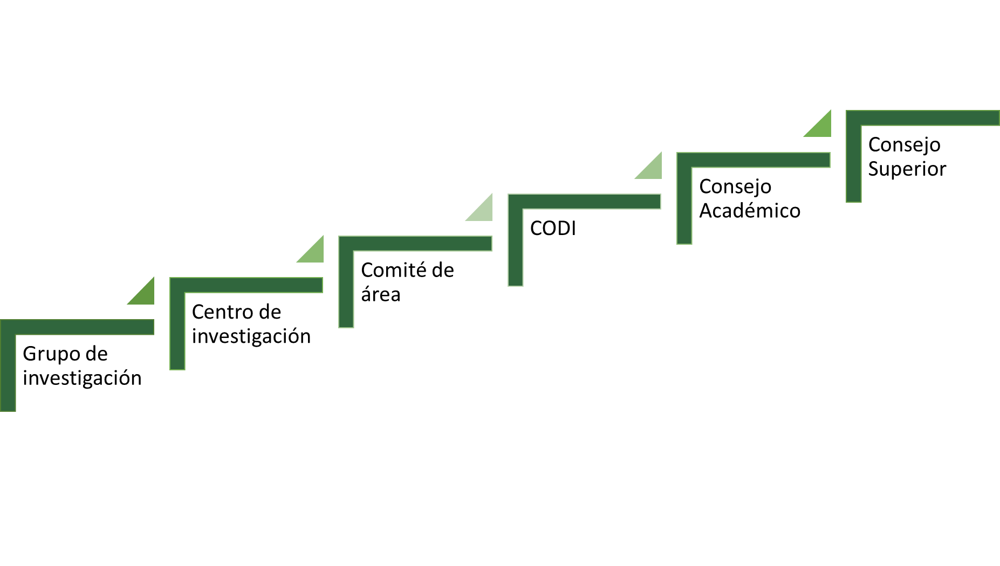 Grupo de
investigación
Centro de
investigación
Comité de
área
CODI
Consejo
Académico
Consejo
Superior